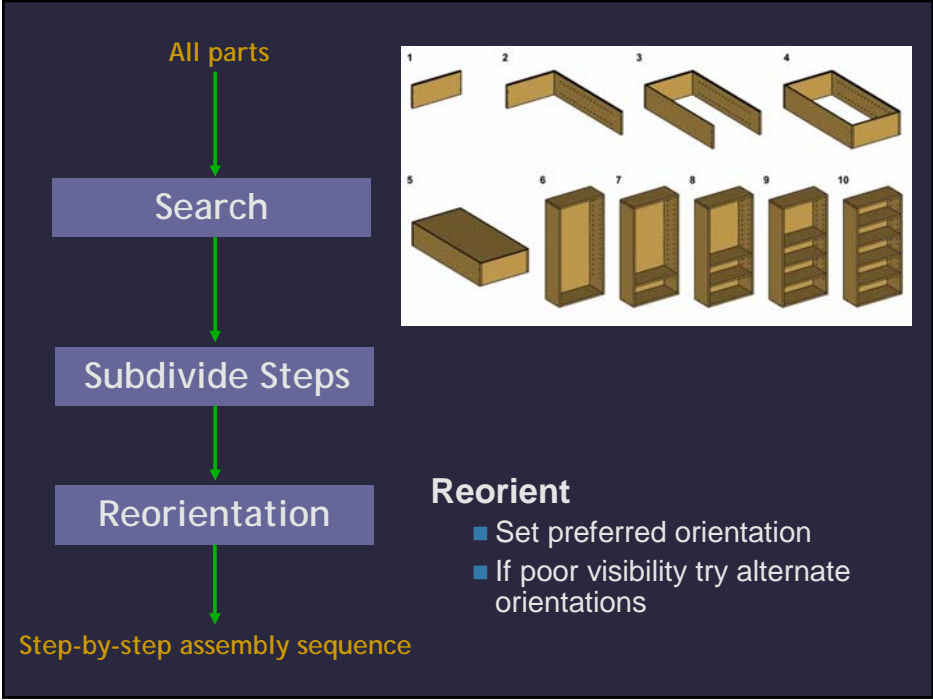 All parts
Search
Subdivide Steps
Reorientation
Step-by-step assembly sequence
1 2 3 4
5 6 7 8 9 10
Reorient
Set preferred orientation
If poor visibility try alternate
orientations